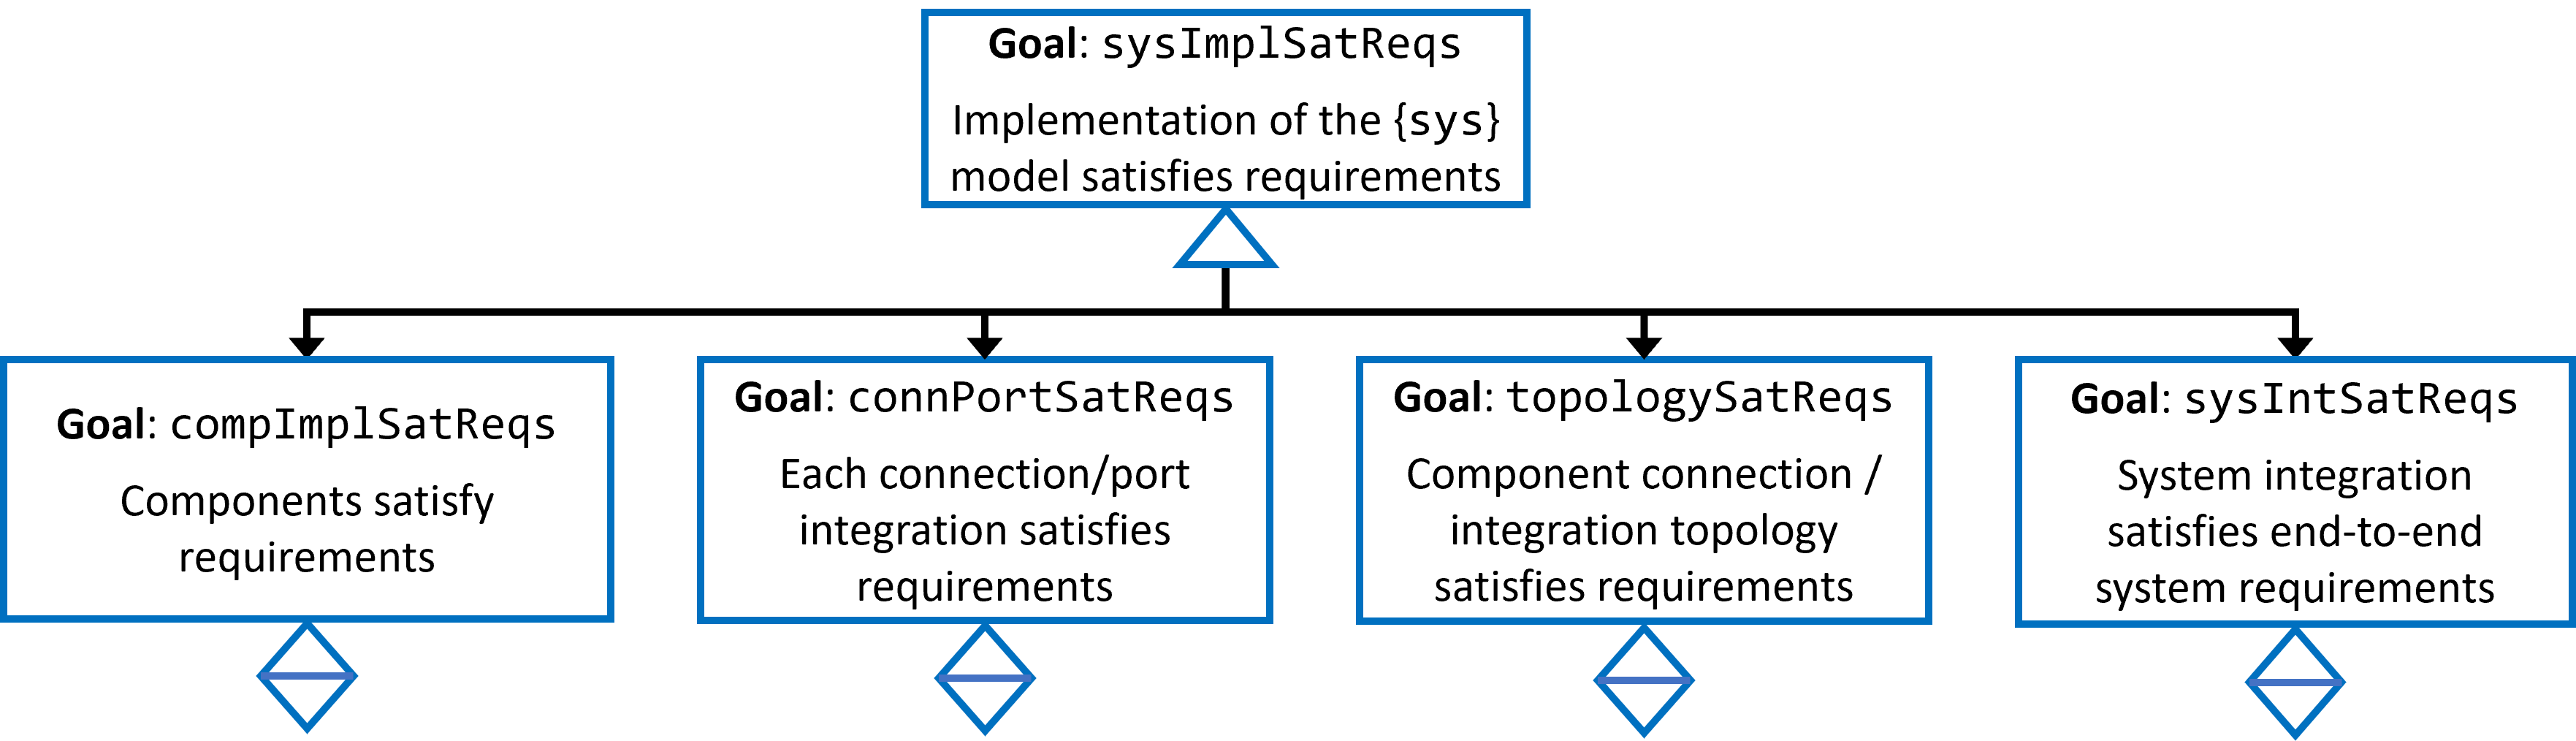 Goal: sysImplSatReqs
Implementation of the {sys}
model satisfies requirements
Goal: compImplSatReqs
Components satisfy
requirements
Goal: connPortSatReqs
Each connection/port
integration satisfies
requirements
Goal: topologySatReqs
Component connection /
integration topology
satisfies requirements
Goal: sysIntSatReqs
System integration
satisfies end-to-end
system requirements